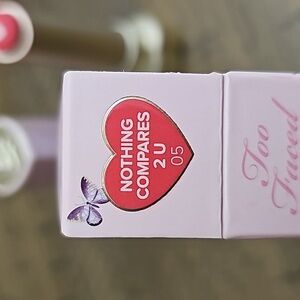 NOTHING
COMPARES
2 U
05
Too
Faced